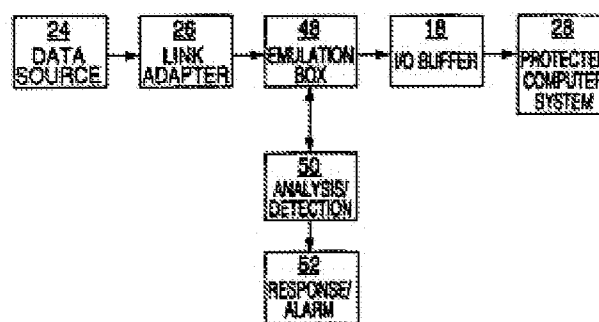 24
DATA
SOURCE
26
LINK
ADAPTER
48
EMULATION
BOX
18
I/O BUFFER
28
PROTECTED
COMPUTER
SYSTEM
50
ANALYSIS/
DETECTION
52
RESPONSE/
ALARM